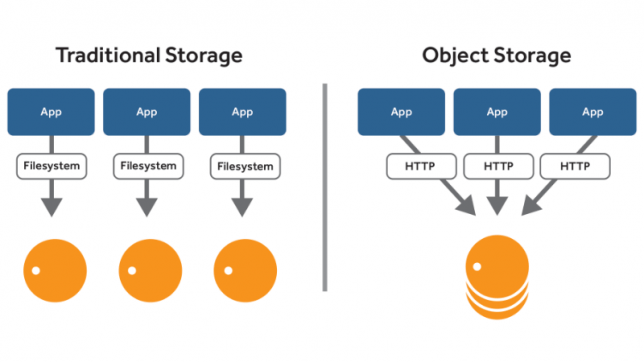 Traditional Storage
App
App
App
Filesystem
Filesystem
Filesystem
Object Storage
App
App
App
HTTP
HTTP
HTTP